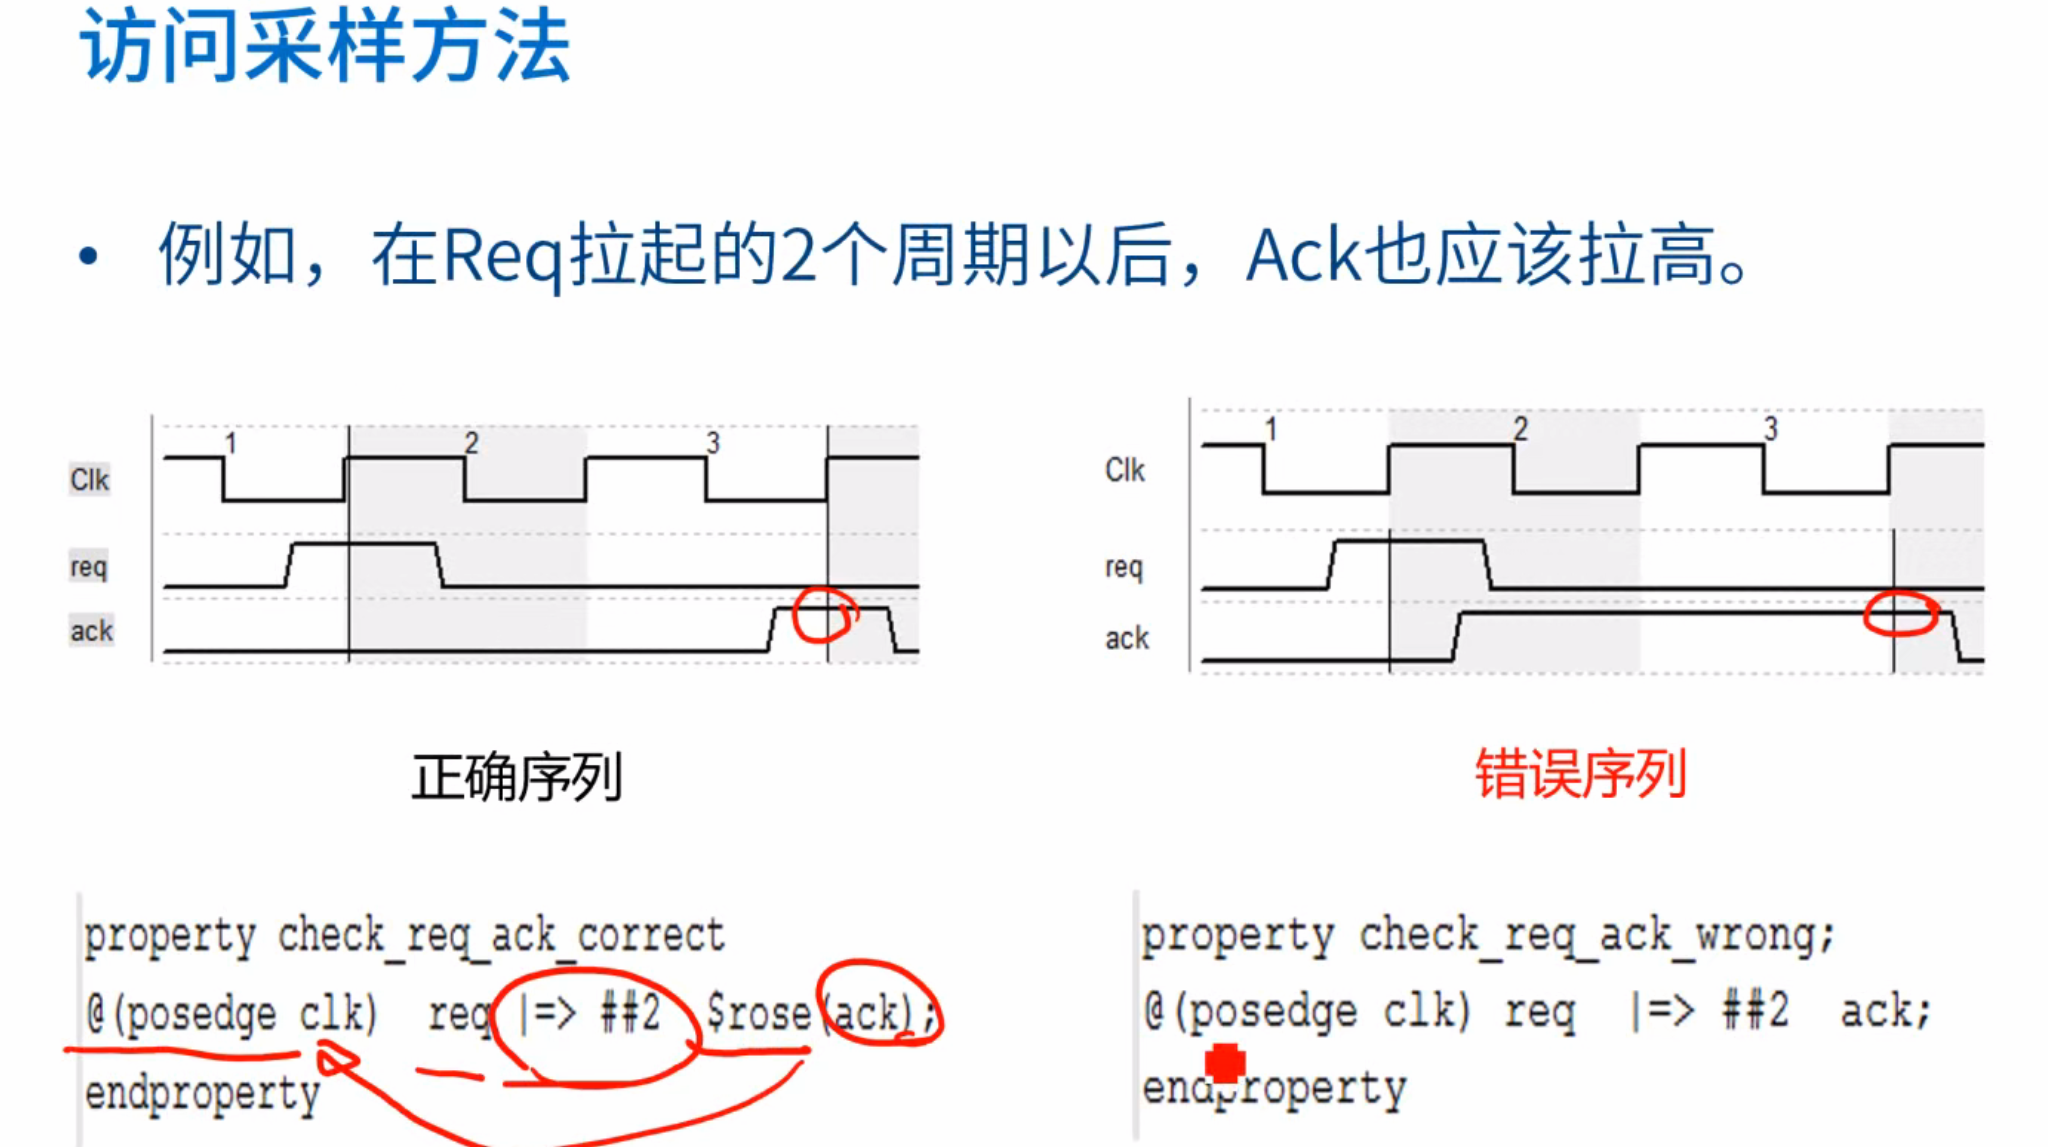 访问采样方法
• 例如，在Req拉起的2个周期以后，Ack也应该拉高。
1 2 3
Clk
req
ack
正确序列
1 2 3
Clk
req
ack
错误序列
property check_req_ack_correct
@(posedge clk) req |=> ##2 $rose(ack);
endproperty
property check_req_ack_wrong;
@(posedge clk) req |=> ##2 ack;
endproperty